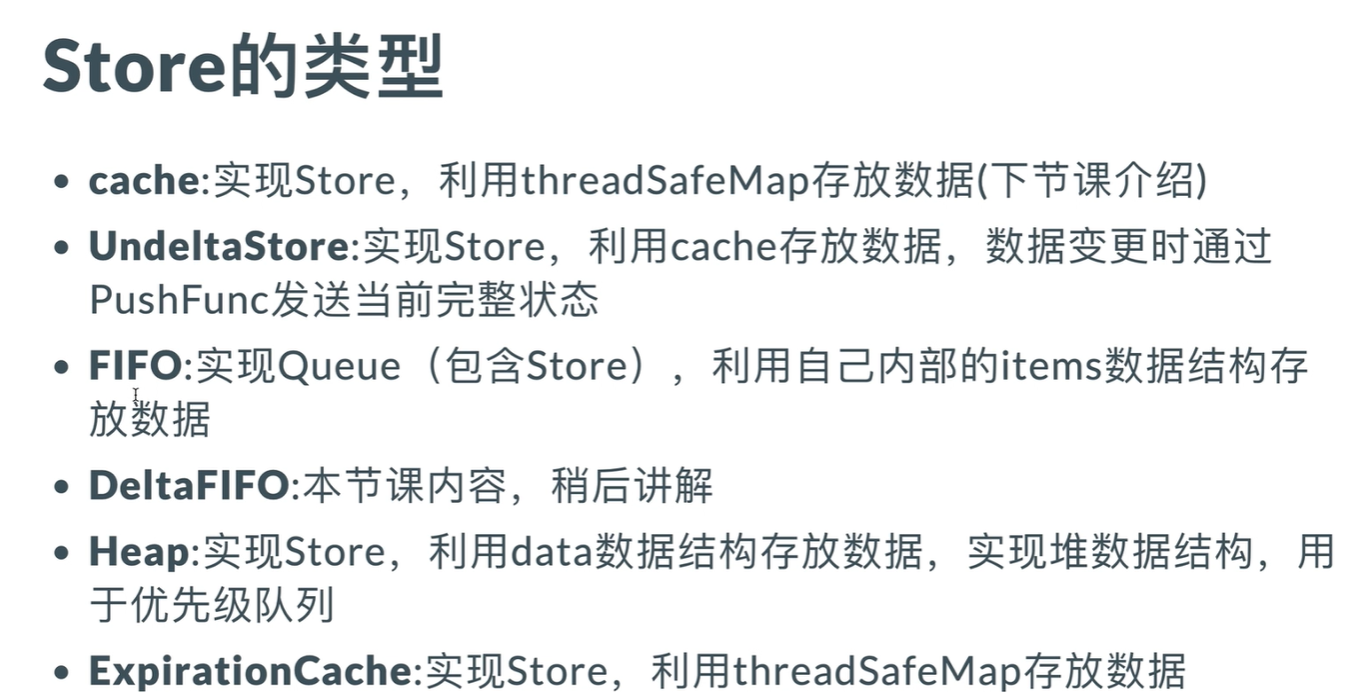 Store的类型
• cache:实现Store，利用threadSafeMap存放数据(下节课介绍)
• UndeltaStore:实现Store，利用cache存放数据，数据变更时通过
PushFunc发送当前完整状态
• FIFO:实现Queue（包含Store），利用自己内部的items数据结构存
放数据
• DeltaFIFO:本节课内容，稍后讲解
• Heap:实现Store，利用data数据结构存放数据，实现堆数据结构，用
于优先级队列
• ExpirationCache:实现Store，利用threadSafeMap存放数据